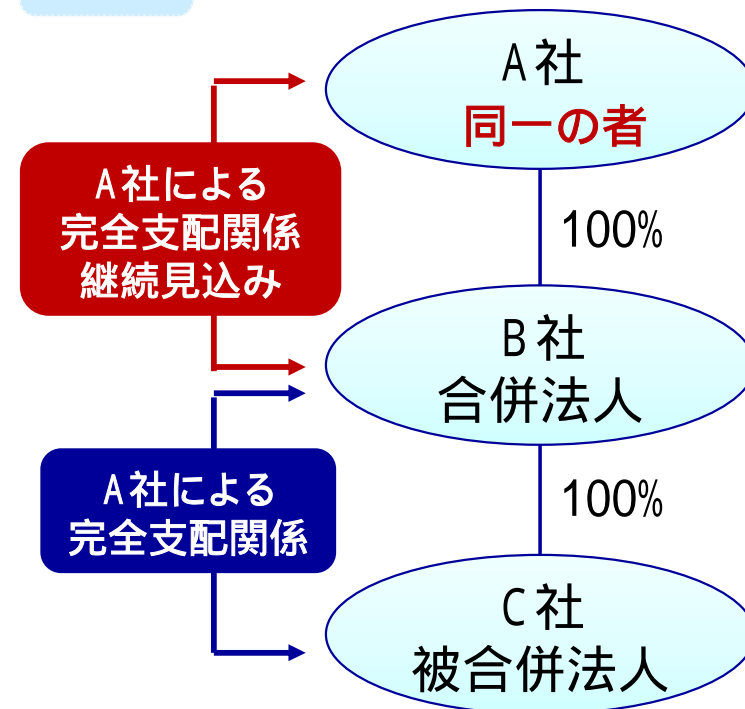 A社
同一の者
A社による
完全支配関係
継続見込み
100%
B社
合併法人
A社による
完全支配関係
100%
C社
被合併法人